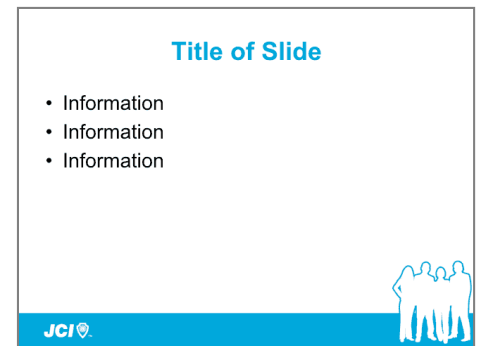 Title of Slide
• Information
• Information
• Information
JCI